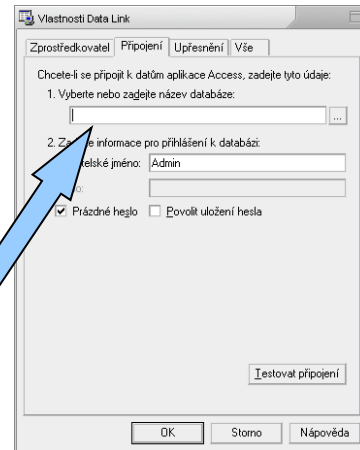 Vlastnosti Data Link
Zprostředkovatel Připojení Upřesnění Vše
Chcete-li se připojit k datům aplikace Access, zadejte tyto údaje:
1. Vyberte nebo zadejte název databáze:
...
2. informace pro přihlášení k databázi:
jméno: Admin
Prázdné heslo Povolit uložení hesla
Testovat připojení
OK Storno Nápověda